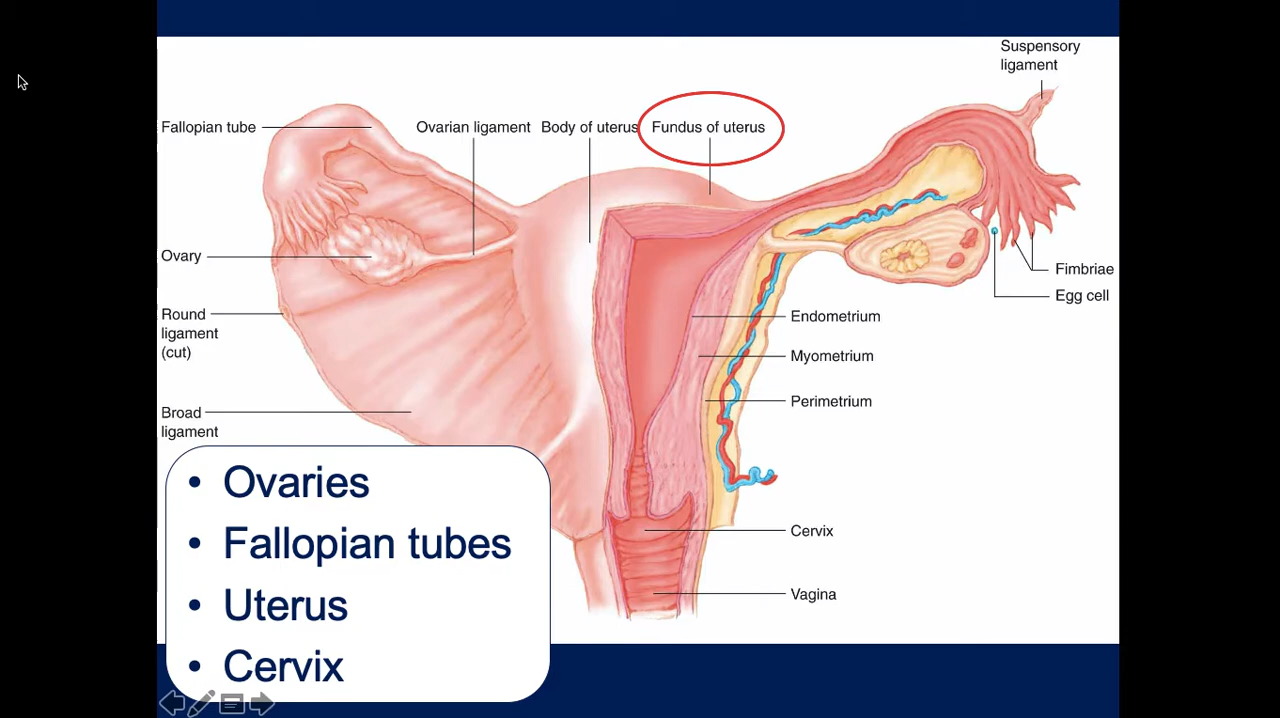 Suspensory
ligament
Fallopian tube
Ovarian ligament
Body of uterus
Fundus of uterus
Ovary
Round
ligament
(cut)
Broad
ligament
Fimbriae
Egg cell
Endometrium
Myometrium
Perimetrium
Cervix
Vagina
• Ovaries
• Fallopian tubes
• Uterus
• Cervix